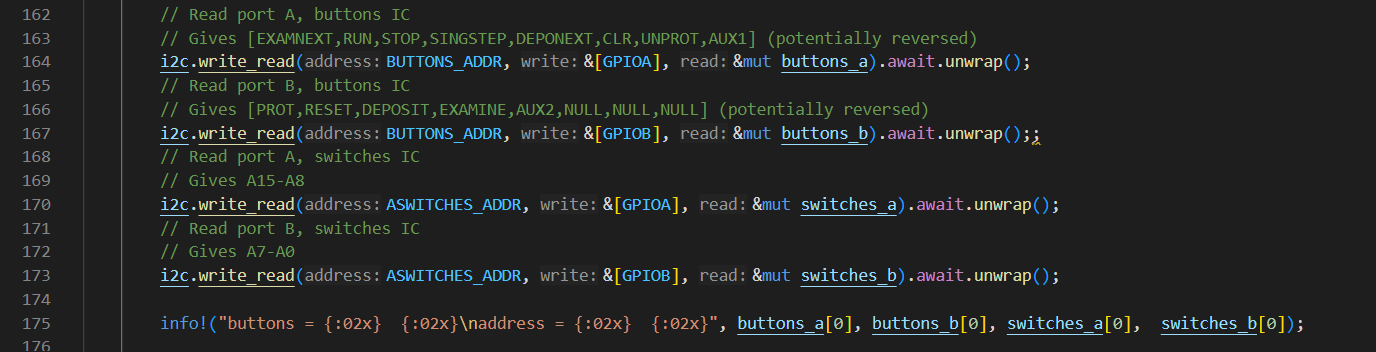 162 // Read port A, buttons IC
163 // Gives [EXAMNEXT,RUN,STOP,SINGSTEP,DEPONEXT,CLR,UNPROT,AUX1] (potentially reversed)
164 i2c.write_read(address: BUTTONS_ADDR, write: &[GPIOA], read: &mut buttons_a).await.unwrap();
165 // Read port B, buttons IC
166 // Gives [PROT,RESET,DEPOSIT,EXAMINE,AUX2,NULL,NULL,NULL] (potentially reversed)
167 i2c.write_read(address: BUTTONS_ADDR, write: &[GPIOB], read: &mut buttons_b).await.unwrap();;
168 // Read port A, switches IC
169 // Gives A15-A8
170 i2c.write_read(address: ASWITCHES_ADDR, write: &[GPIOA], read: &mut switches_a).await.unwrap();
171 // Read port B, switches IC
172 // Gives A7-A0
173 i2c.write_read(address: ASWITCHES_ADDR, write: &[GPIOB], read: &mut switches_b).await.unwrap();
174
175 info!("buttons = {:02x}  {:02x}\naddress = {:02x}  {:02x}", buttons_a[0], buttons_b[0], switches_a[0],  switches_b[0]);
176